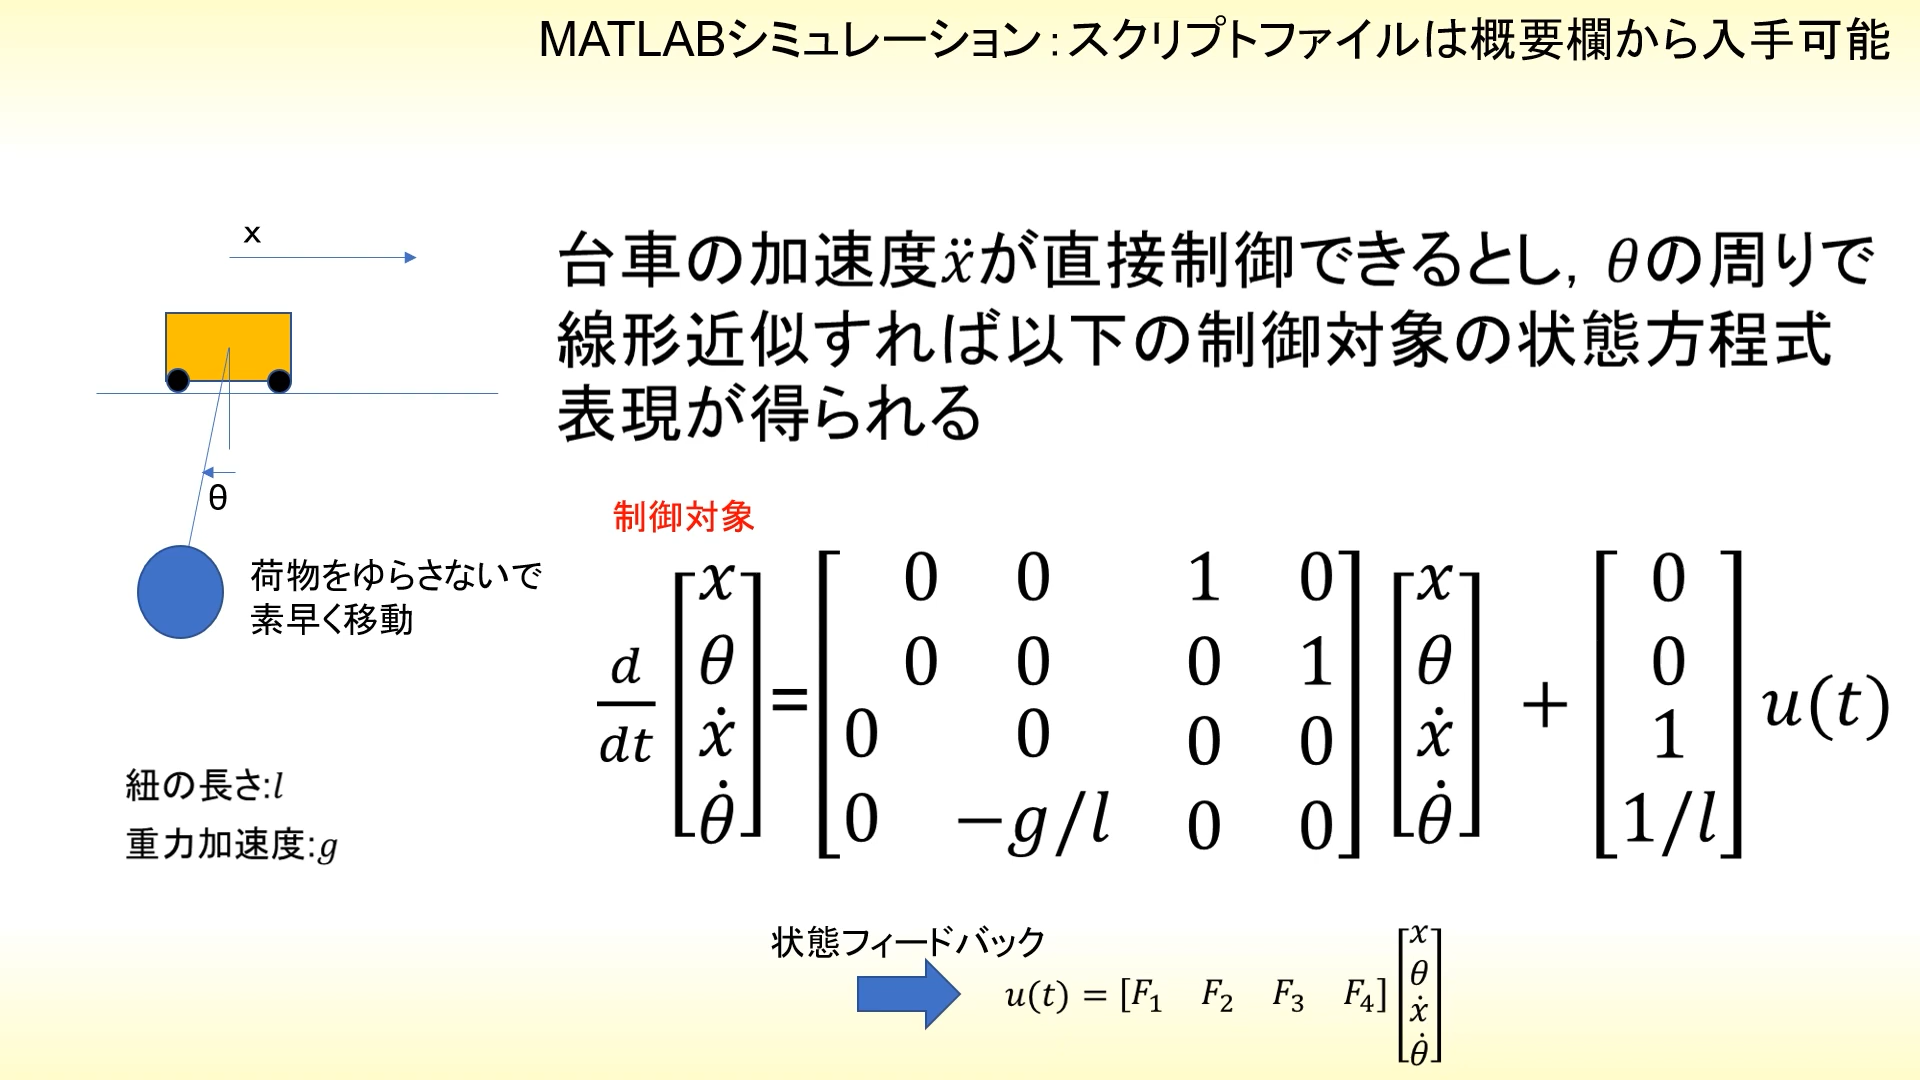 MATLABシミュレーション：スクリプトファイルは概要欄から入手可能
x
台車の加速度ẍが直接制御できるとし，θの周りで
線形近似すれば以下の制御対象の状態方程式
表現が得られる
θ
荷物をゆらさないで
素早く移動
紐の長さ:l
重力加速度:g
制御対象
d/dt [x θ ẋ θ̇] = [0 0 1 0
0 0 0 1
0 0 0 0
0 −g/l 0 0] [x θ ẋ θ̇] + [0 0 1 1/l] u(t)
状態フィードバック
u(t) = [F₁ F₂ F₃ F₄] [x θ ẋ θ̇]